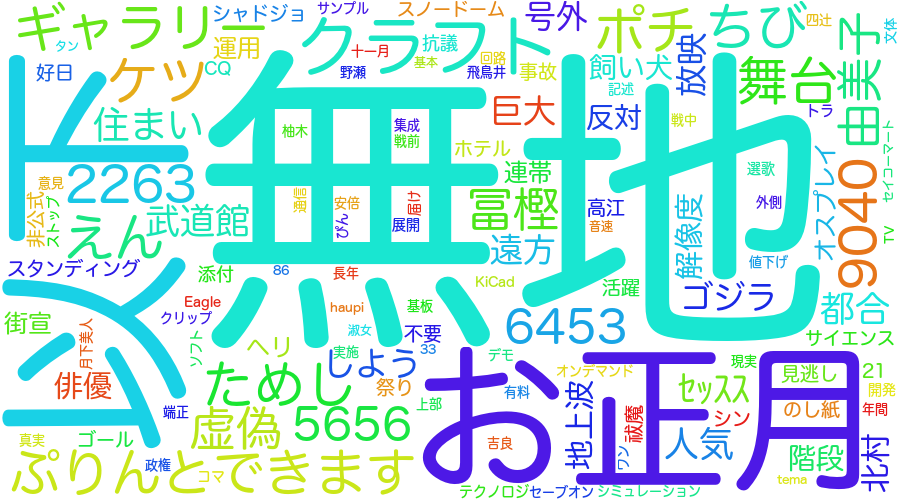 ギャラリー
シャドジョ
サンプル
スノードーム
号外
ポチ
ちび
四辻
文体
タン
運用
クラフト
抗議
回路
十一月
基本
好日
ケツ
CQ
野瀬
飛鳥井
事故
飼い犬
放映
舞台
由美子
記述
トラ
住まい
無地
巨大
反対
戦中
柚木
集成
戦前
ホテル
選歌
セイコーマート
2263
意見
非公式
ストップ
通信
安倍
届け
連帯
冨樫
高江
外側
オスプレイ
9040
えん
武道館
ぴん
展開
音速
遠方
解像度
TV
値下げ
スタンディング
添付
86
長年
KiCad
活躍
ゴジラ
都合
Eagle
クリップ
haupi
基板
街宣
月下美人
ソフト
淑女
不要
33
6453
サイエンス
ヘリ
実施
しよう
お正月
デモ
オンデマンド
現実
見逃し
21
開発
俳優
ためし
祭り
上部
有料
地上波
セッスス
シン
のし紙
年間
端正
虚偽
5656
吉良
祓魔
ワン
人気
階段
北村
真実
ゴール
政権
コマ
ぷりんとできます
テクノロジ
セーブオン
シミュレーション
tema